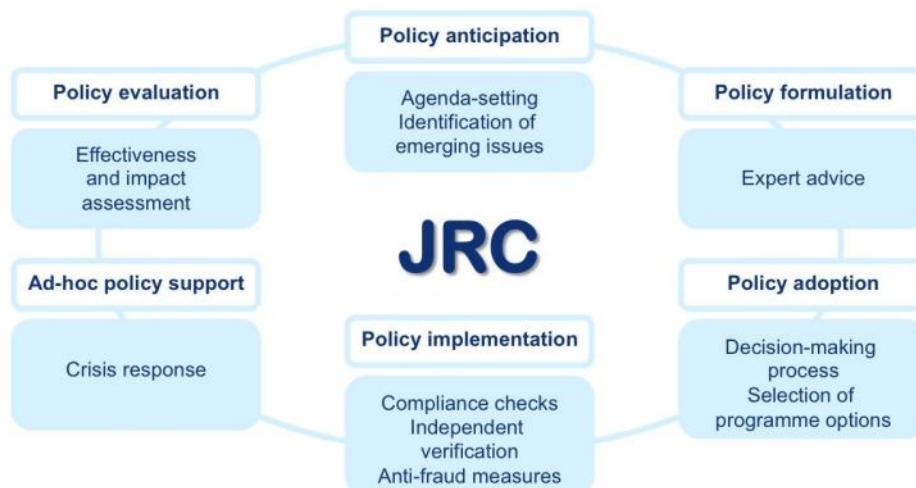 Policy anticipation
Agenda-setting
Identification of
emerging issues
Policy formulation
Expert advice
Policy adoption
Decision-making
process
Selection of
programme options
Policy implementation
Compliance checks
Independent
verification
Anti-fraud measures
Ad-hoc policy support
Crisis response
Policy evaluation
Effectiveness
and impact
assessment
JRC